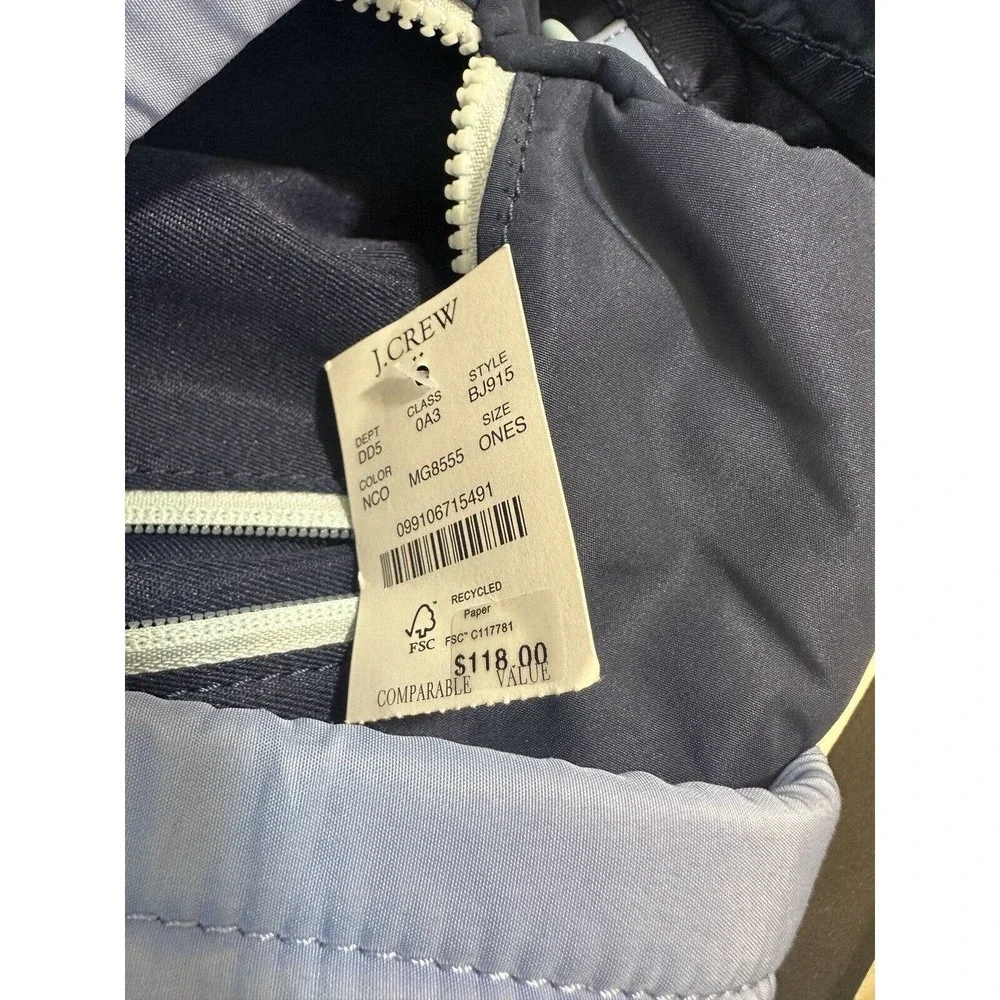 J.CREW
DEPT CLASS STYLE
DD5 0A3 BJ915
COLOR SIZE
NCO MG8555 ONES
099106715491
RECYCLED
Paper
FSC™ C117781
FSC
$118.00
COMPARABLE VALUE